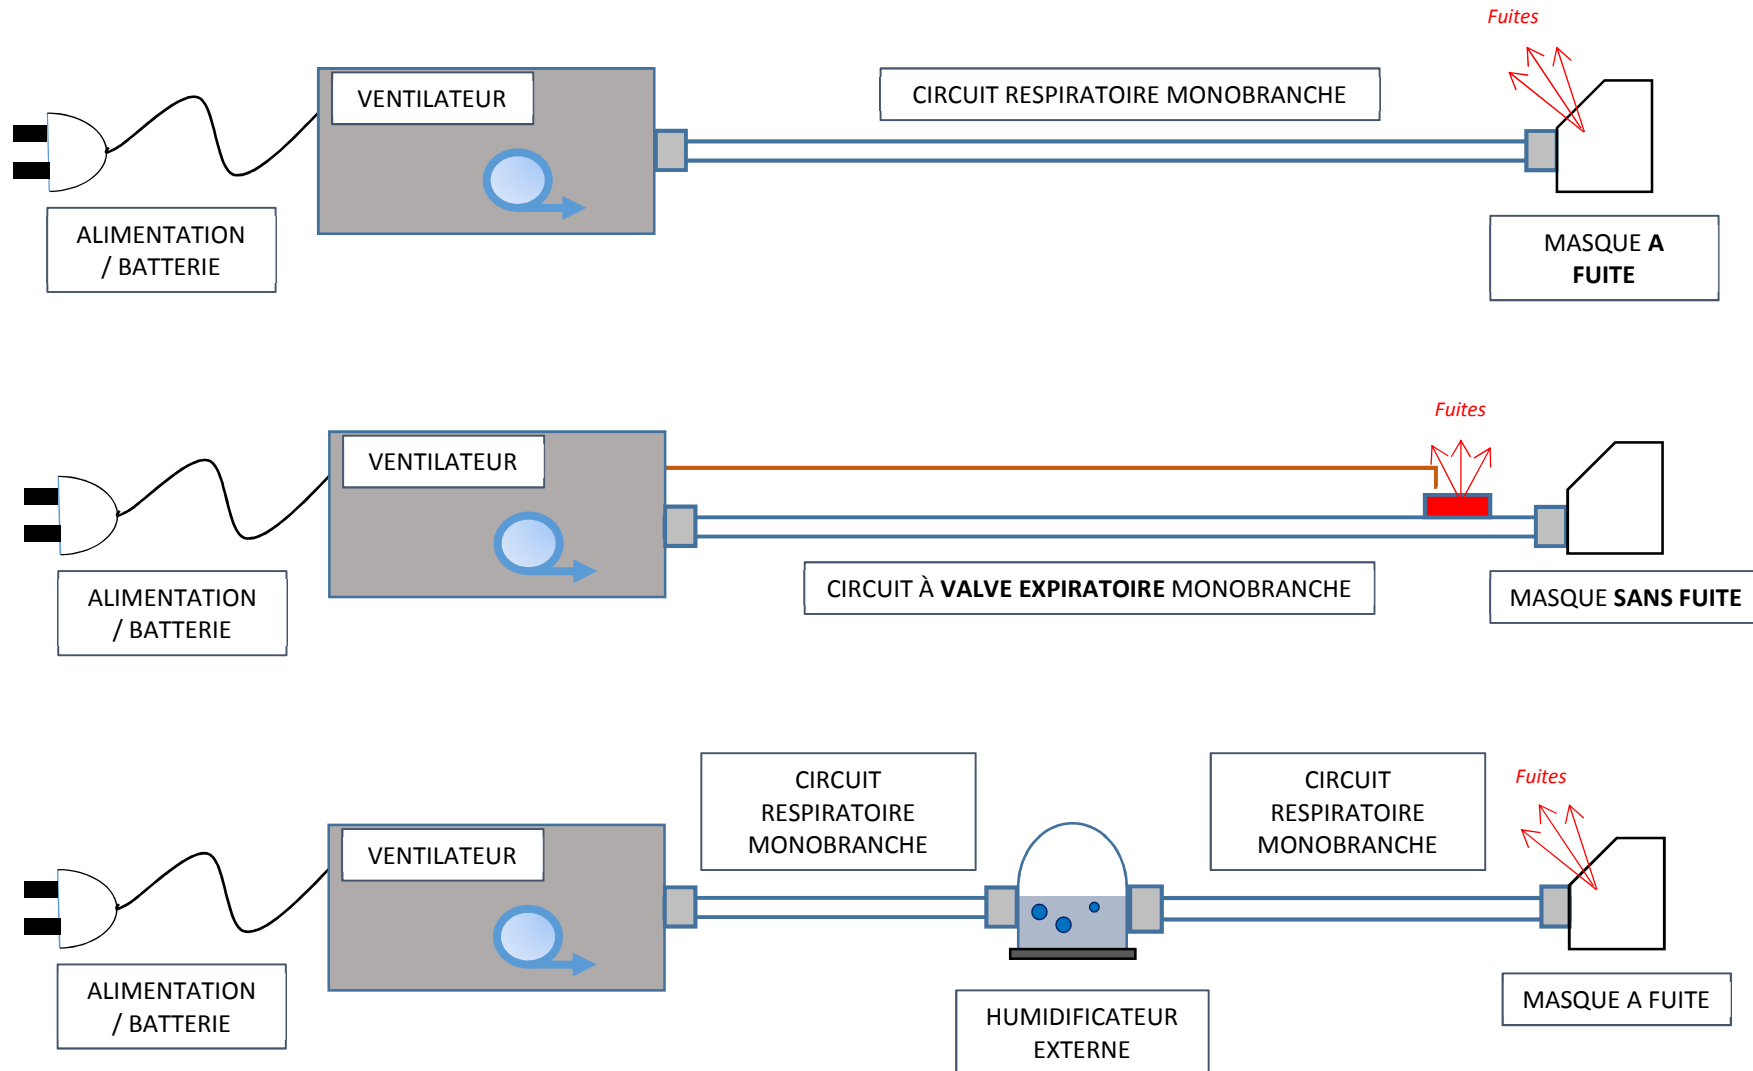 Fuites
VENTILATEUR
CIRCUIT RESPIRATOIRE MONOBRANCHE
ALIMENTATION
/ BATTERIE
MASQUE A
FUITE
Fuites
VENTILATEUR
CIRCUIT À VALVE EXPIRATOIRE MONOBRANCHE
ALIMENTATION
/ BATTERIE
MASQUE SANS FUITE
CIRCUIT
RESPIRATOIRE
MONOBRANCHE
CIRCUIT
RESPIRATOIRE
MONOBRANCHE
Fuites
VENTILATEUR
ALIMENTATION
/ BATTERIE
HUMIDIFICATEUR
EXTERNE
MASQUE A FUITE